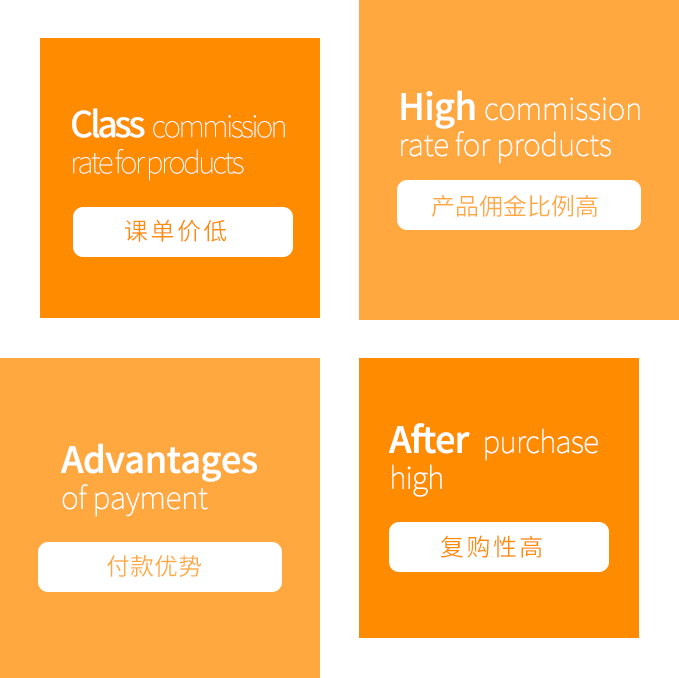 Class commission
rate for products
课单价低
High commission
rate for products
产品佣金比例高
Advantages
of payment
付款优势
After purchase
high
复购性高